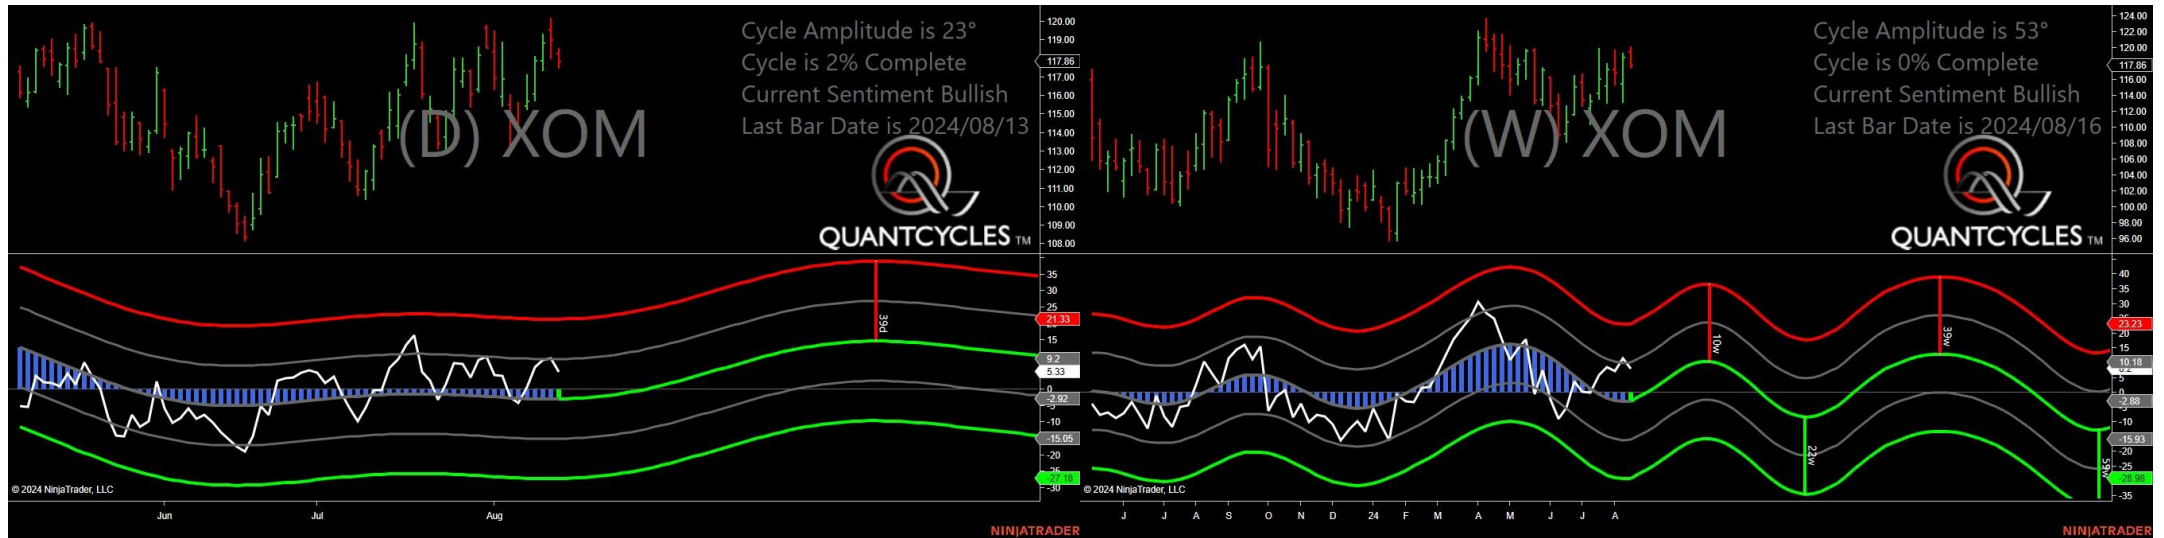 Cycle Amplitude is 23°
Cycle is 2% Complete
Current Sentiment Bullish
Last Bar Date is 2024/08/13
(D) XOM
QUANTCYCLES TM
120.00
119.00
117.86
117.00
116.00
115.00
114.00
113.00
112.00
111.00
110.00
109.00
108.00
39d
35
30
25
21.33
15
9.2
5.33
0
-2.92
-10
-15.05
-20
-27.18
-30
© 2024 NinjaTrader, LLC
Jun Jul Aug
NINJATRADER
Cycle Amplitude is 53°
Cycle is 0% Complete
Current Sentiment Bullish
Last Bar Date is 2024/08/16
(W) XOM
QUANTCYCLES TM
124.00
122.00
120.00
117.86
116.00
114.00
112.00
110.00
108.00
106.00
104.00
102.00
100.00
98.00
96.00
10w
22w
39w
59w
40
35
30
23.23
20
15
10.18
5
0
-2.88
-10
-15.93
-20
-25
-28.98
-35
© 2024 NinjaTrader, LLC
J J A S O N D 24 F M A M J J A
NINJATRADER